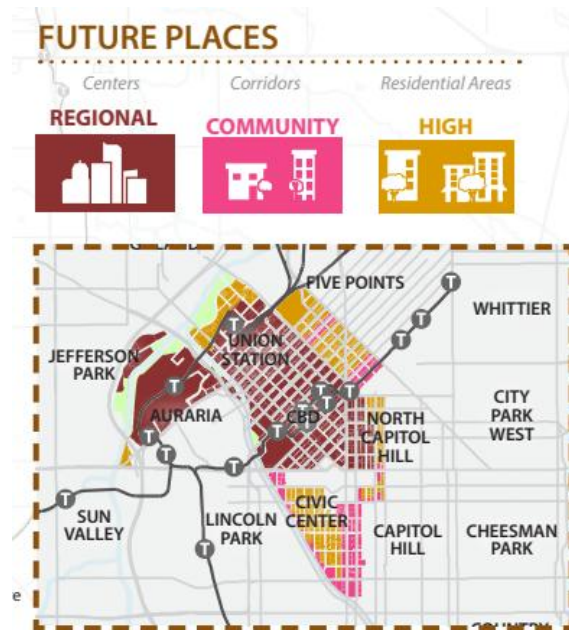 FUTURE PLACES
Centers Corridors Residential Areas
REGIONAL COMMUNITY HIGH
FIVE POINTS
WHITTIER
UNION
STATION
JEFFERSON
PARK
AURARIA
CBD
NORTH
CAPITOL
HILL
CITY
PARK
WEST
SUN
VALLEY
LINCOLN
PARK
CIVIC
CENTER
CAPITOL
HILL
CHEESMAN
PARK
T
T
T
T
T
T
T
T
T
T
T
T
T
T
e